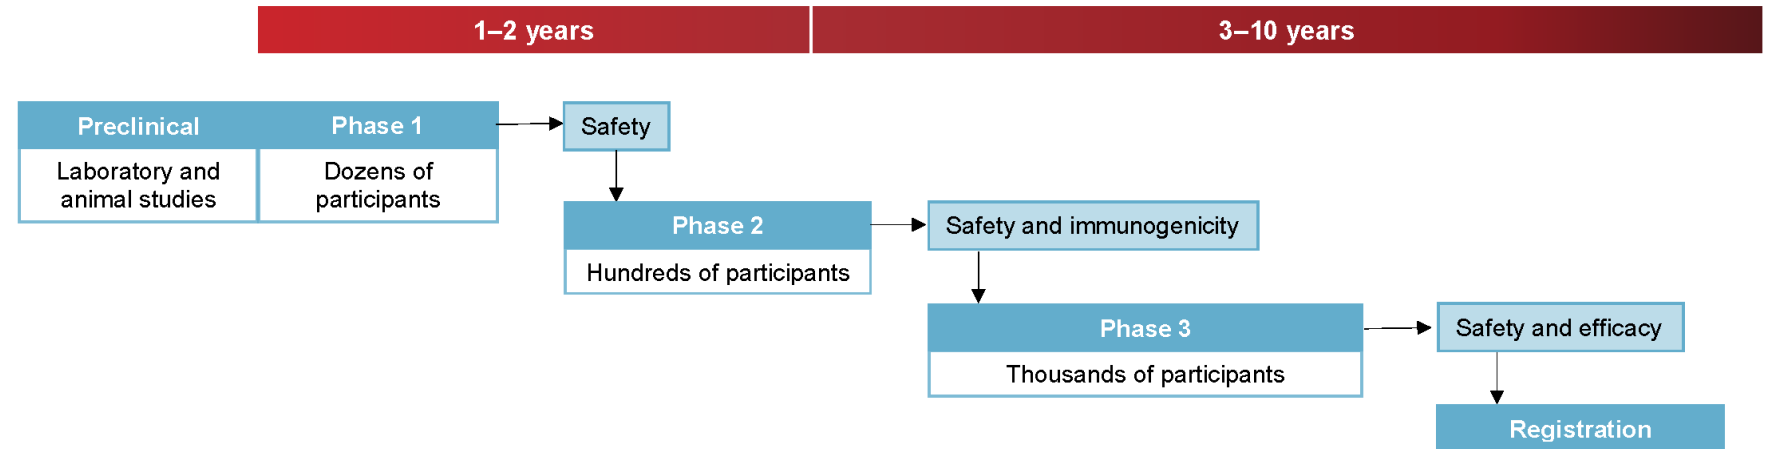 1–2 years
3–10 years
Preclinical
Phase 1
Safety
Laboratory and
animal studies
Dozens of
participants
Phase 2
Safety and immunogenicity
Hundreds of participants
Phase 3
Safety and efficacy
Thousands of participants
Registration